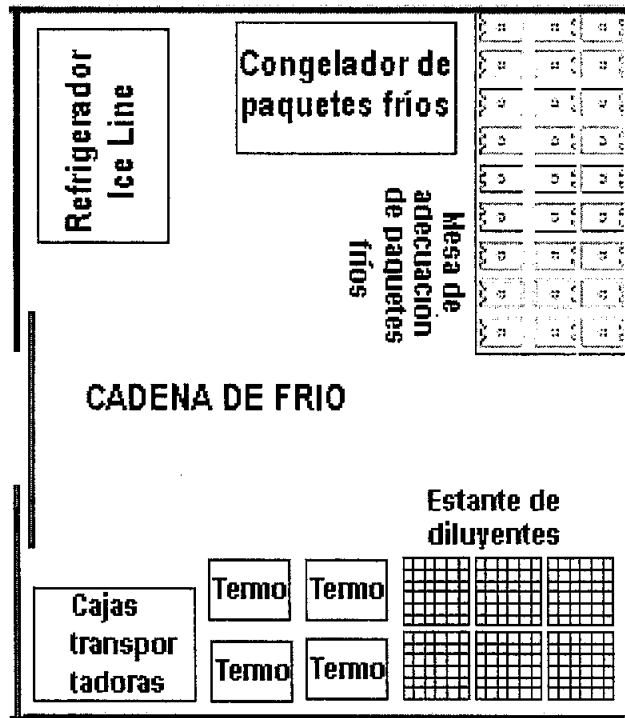 Refrigerador
Ice Line
Congelador de
paquetes fríos
Mesa de
adecuación
de paquetes
fríos
CADENA DE FRIO
Estante de
diluyentes
Termo
Termo
Cajas
transpor
tadoras
Termo
Termo